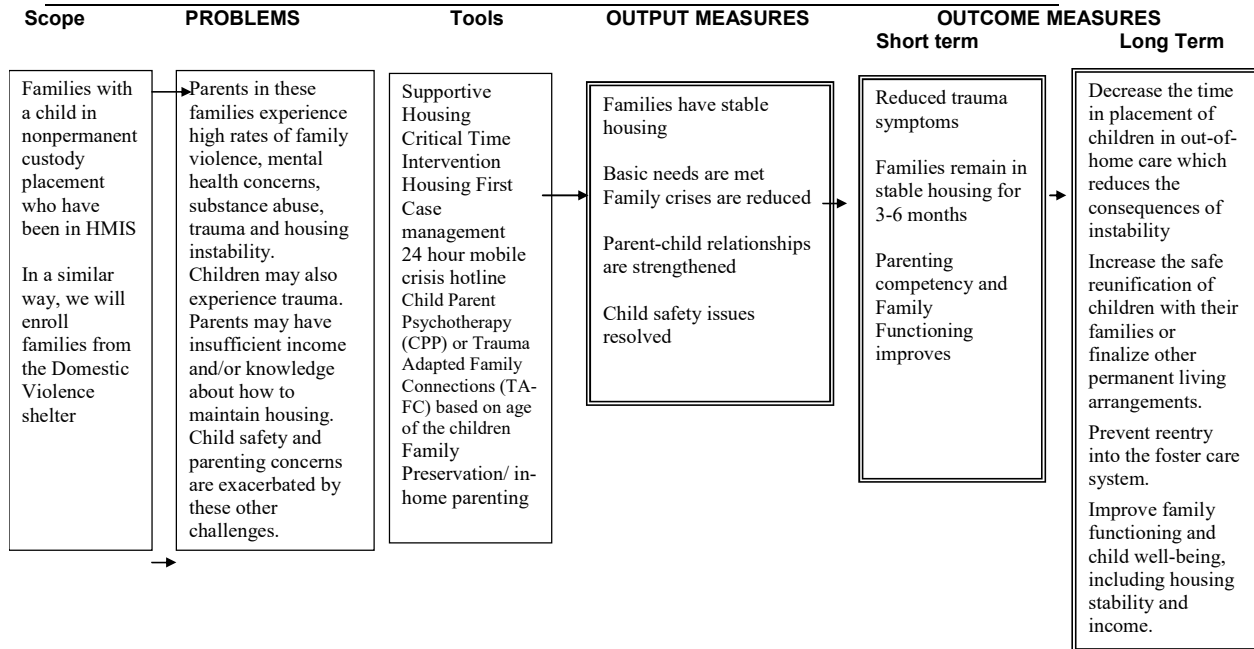 Scope
PROBLEMS
Tools
OUTPUT MEASURES
OUTCOME MEASURES
Short term
Long Term
Families with
a child in
nonpermanent
custody
placement
who have
been in HMIS
In a similar
way, we will
enroll
families from
the Domestic
Violence
shelter
Parents in these
families experience
high rates of family
violence, mental
health concerns,
substance abuse,
trauma and housing
instability.
Children may also
experience trauma.
Parents may have
insufficient income
and/or knowledge
about how to
maintain housing.
Child safety and
parenting concerns
are exacerbated by
these other
challenges.
Supportive
Housing
Critical Time
Intervention
Housing First
Case
management
24 hour mobile
crisis hotline
Child Parent
Psychotherapy
(CPP) or Trauma
Adapted Family
Connections (TA-
FC) based on age
of the children
Family
Preservation/ in-
home parenting
Families have stable
housing
Basic needs are met
Family crises are reduced
Parent-child relationships
are strengthened
Child safety issues
resolved
Reduced trauma
symptoms
Families remain in
stable housing for
3-6 months
Parenting
competency and
Family
Functioning
improves
Decrease the time
in placement of
children in out-of-
home care which
reduces the
consequences of
instability
Increase the safe
reunification of
children with their
families or
finalize other
permanent living
arrangements.
Prevent reentry
into the foster care
system.
Improve family
functioning and
child well-being,
including housing
stability and
income.